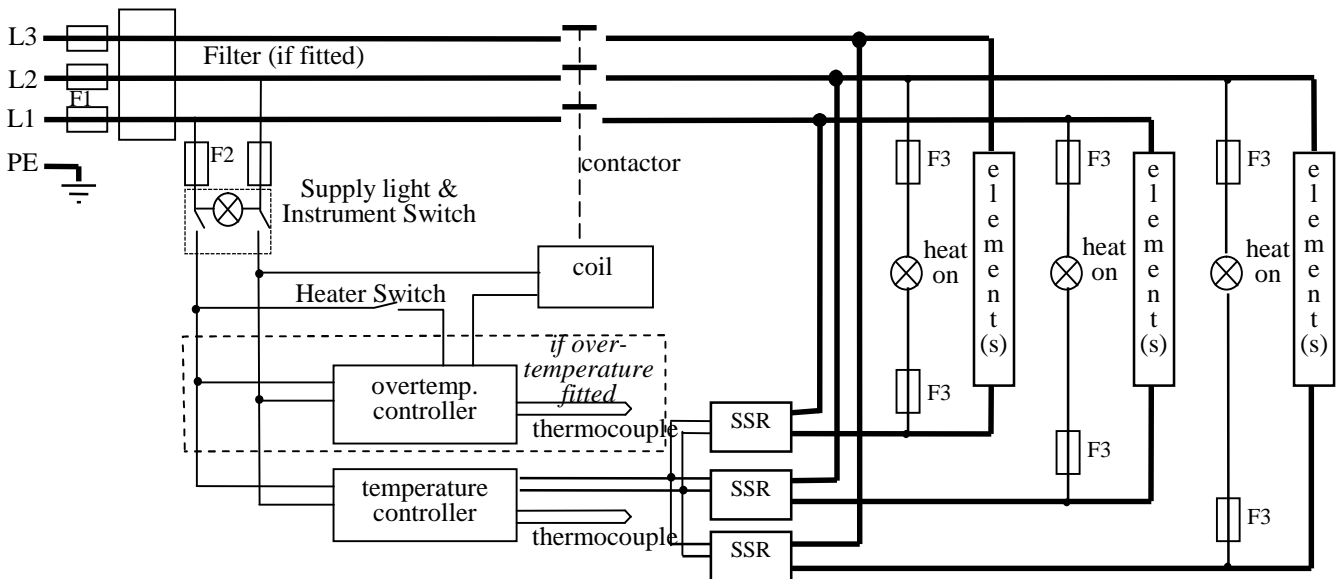 L3
Filter (if fitted)
L2
F1
L1
F2
F3
F3
F3
PE
contactor
Supply light &
Instrument Switch
element(s)
element(s)
element(s)
coil
heat
on
heat
on
heat
on
Heater Switch
if over-
temperature
fitted
overtemp.
controller
thermocouple
F3
SSR
F3
temperature
controller
SSR
thermocouple
F3
SSR